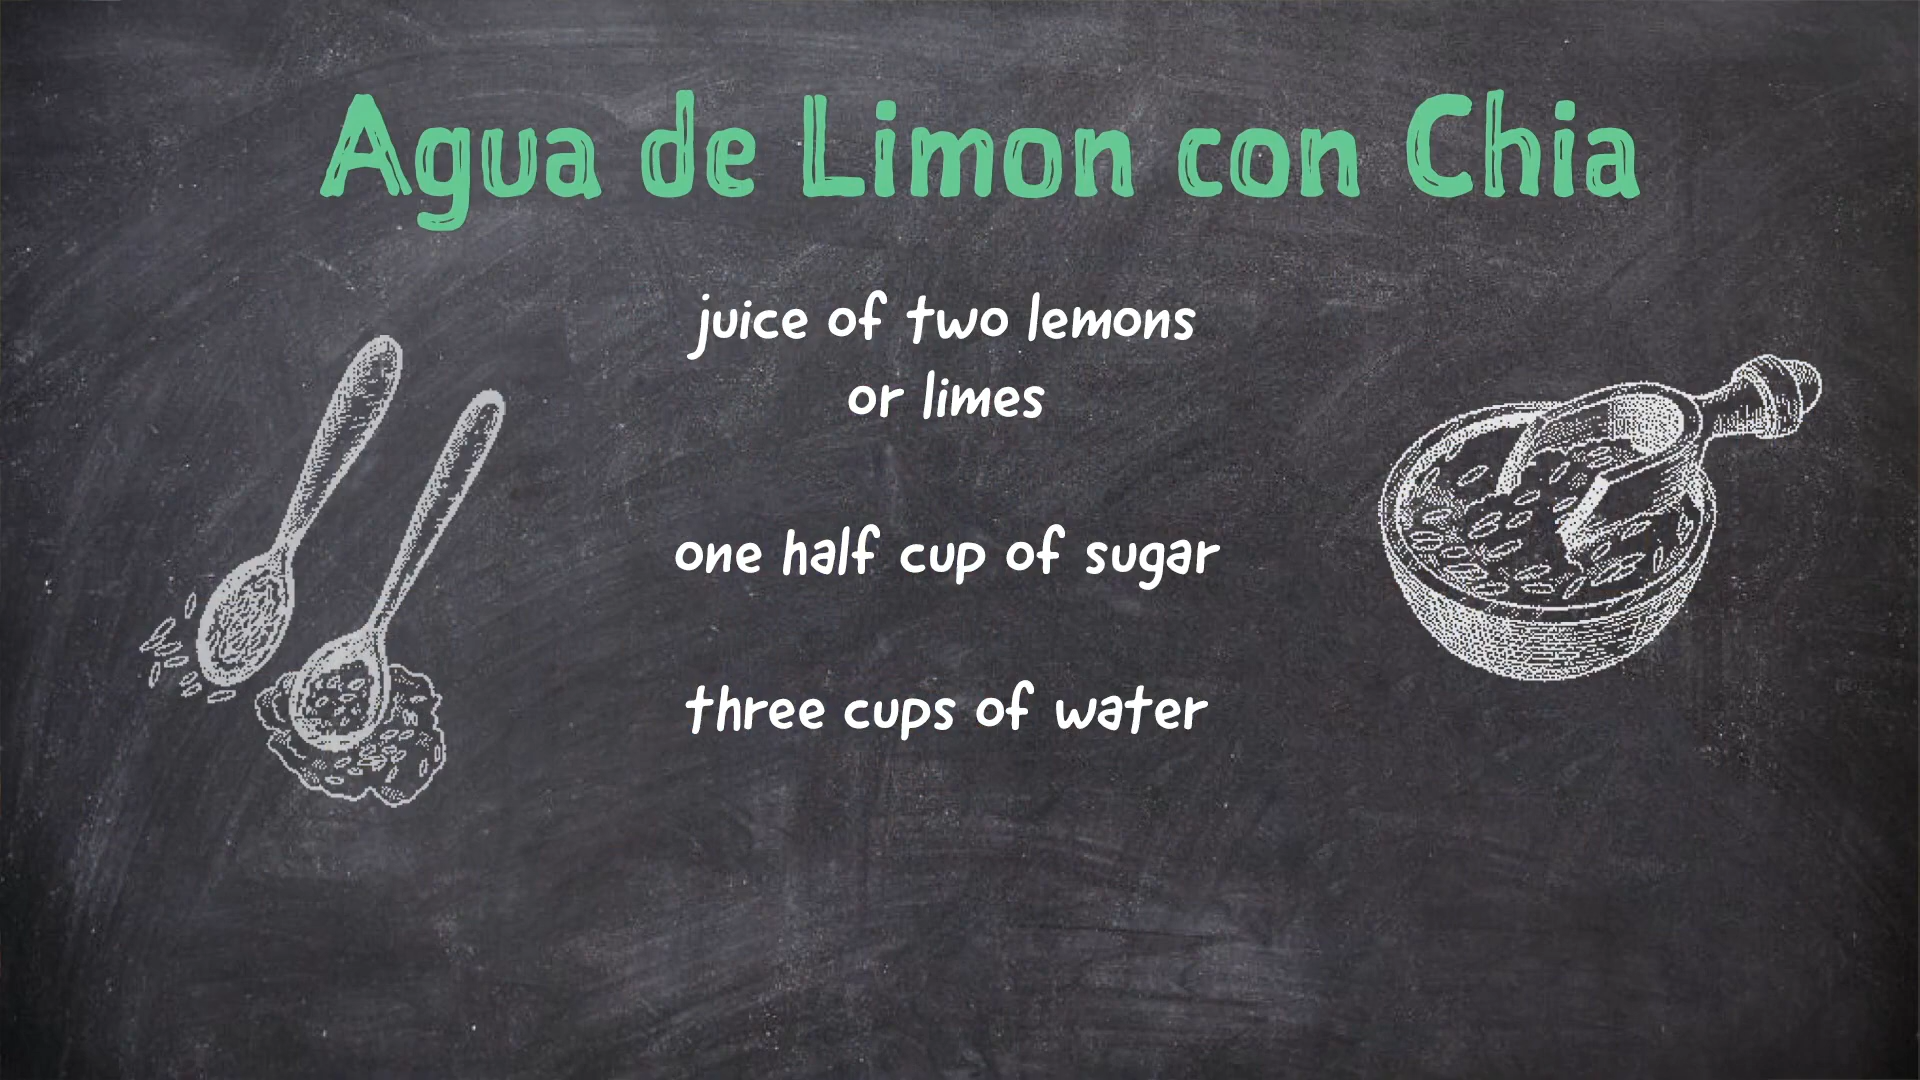 Agua de Limon con Chia
juice of two lemons
or limes
one half cup of sugar
three cups of water